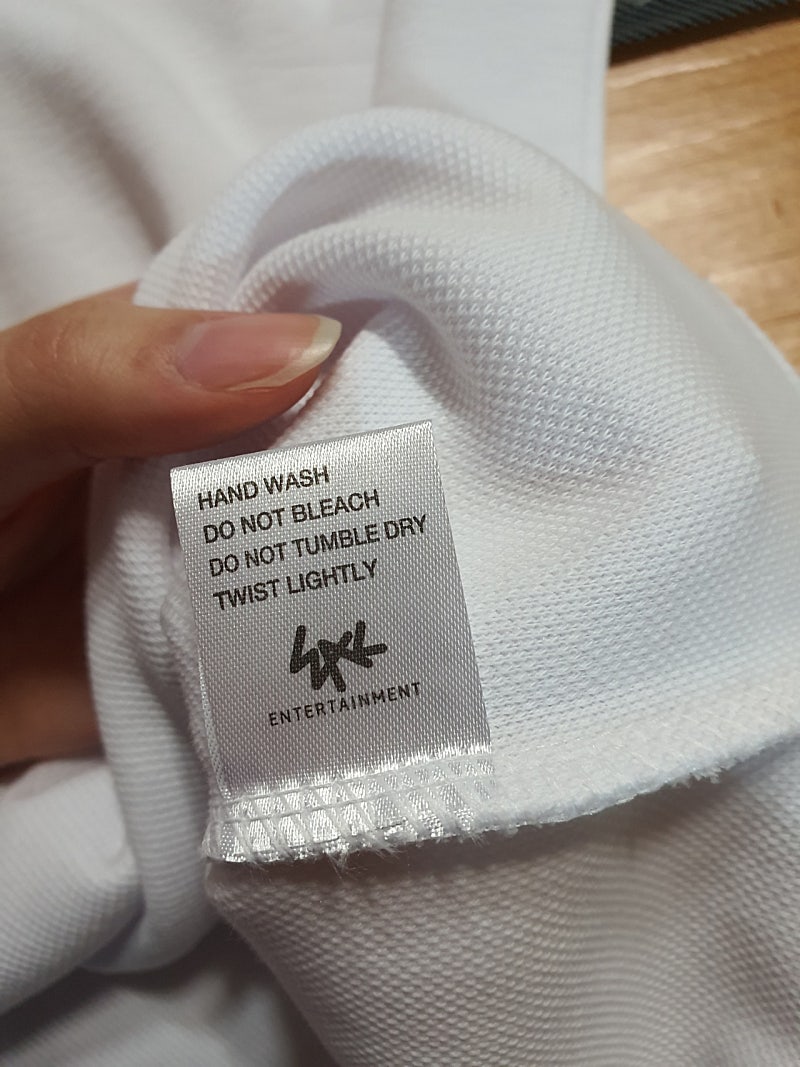 HAND WASH
DO NOT BLEACH
DO NOT TUMBLE DRY
TWIST LIGHTLY
ENTERTAINMENT